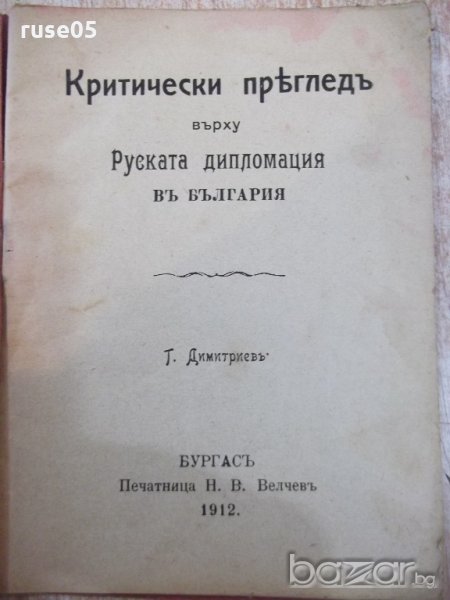 ruse05
Критически прѣгледъ
върху
Руската дипломация
ВЪ БЪЛГАРИЯ
Г. Димитриевъ
БУРГАСЪ
Печатница Н. В. Велчевъ
1912.
bazar.bg